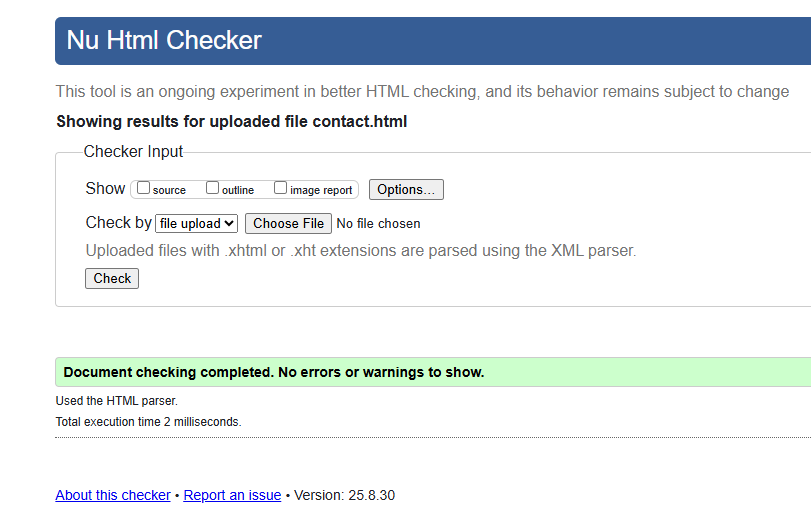 Nu Html Checker
This tool is an ongoing experiment in better HTML checking, and its behavior remains subject to change
Showing results for uploaded file contact.html
Checker Input
Show source outline image report Options...
Check by file upload Choose File No file chosen
Uploaded files with .xhtml or .xht extensions are parsed using the XML parser.
Check
Document checking completed. No errors or warnings to show.
Used the HTML parser.
Total execution time 2 milliseconds.
About this checker • Report an issue • Version: 25.8.30